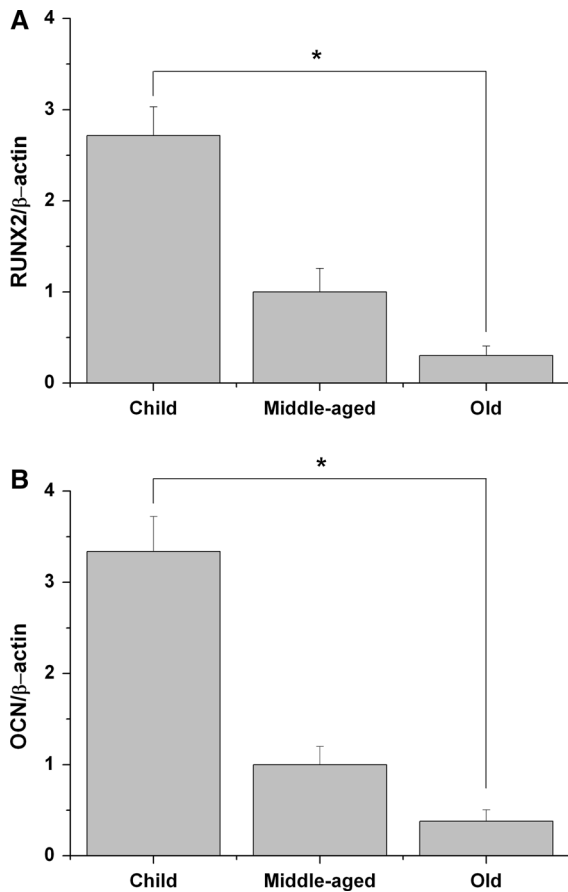 A
4
*
3
2
1
0
RUNX2/β−actin
Child Middle-aged Old
B
*
4
3
2
1
0
OCN/β−actin
Child Middle-aged Old